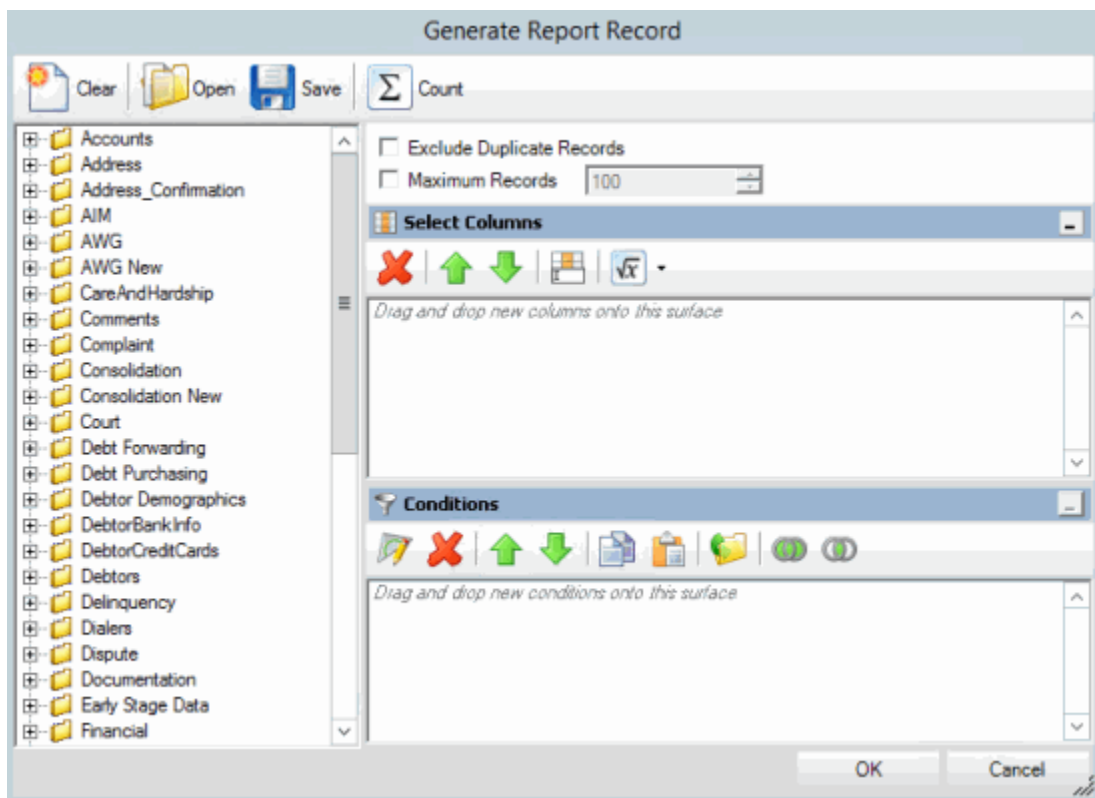 Generate Report Record
Clear Open Save Σ Count
Accounts
Address
Address_Confirmation
AIM
AWG
AWG New
CareAndHardship
Comments
Complaint
Consolidation
Consolidation New
Court
Debt Forwarding
Debt Purchasing
Debtor Demographics
DebtorBankInfo
DebtorCreditCards
Debtors
Delinquency
Dialers
Dispute
Documentation
Early Stage Data
Financial
Exclude Duplicate Records
Maximum Records 100
Select Columns
√x
Drag and drop new columns onto this surface
Conditions
Drag and drop new conditions onto this surface
OK Cancel